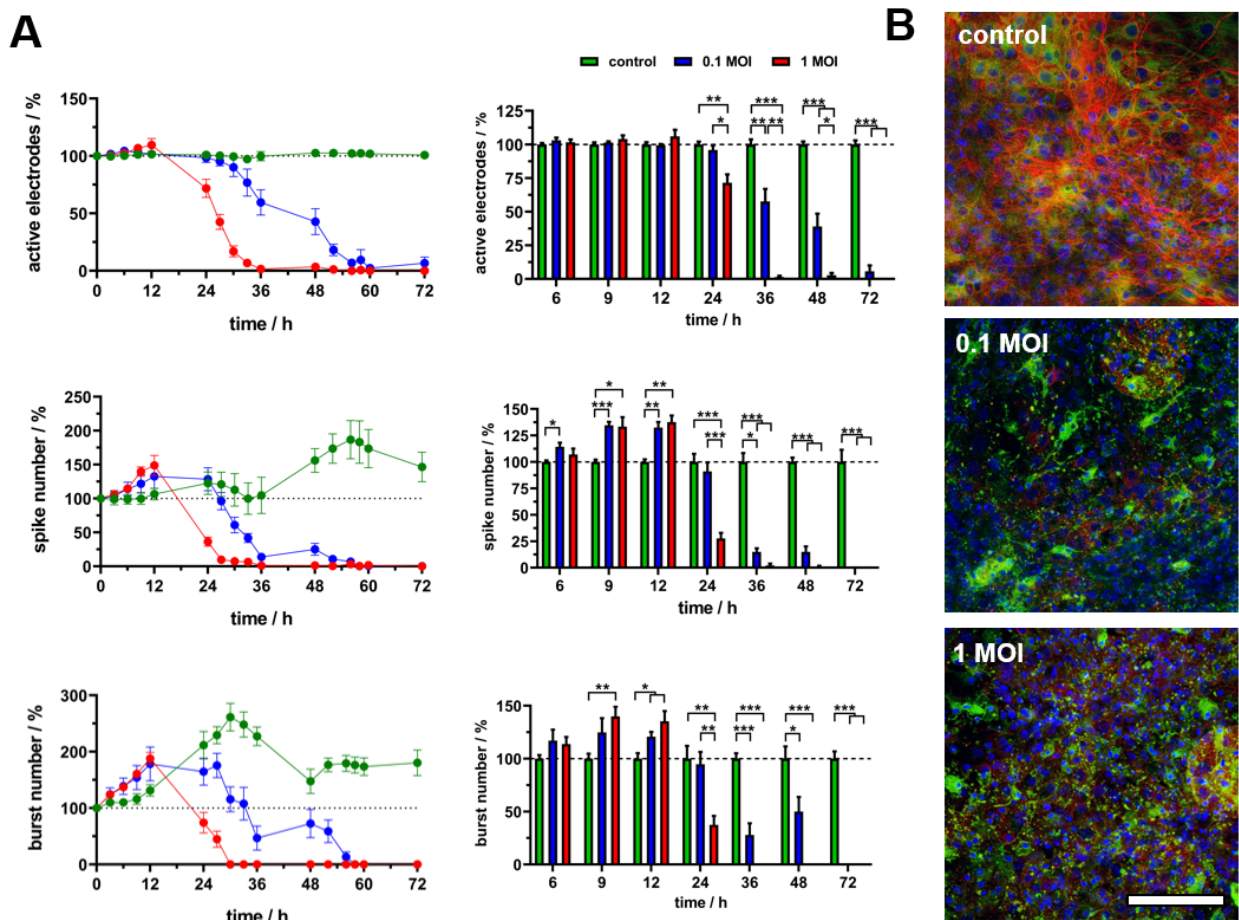 A
B
control 0.1 MOI 1 MOI
active electrodes / %
150
100
50
0
0 12 24 36 48 60 72
time / h
active electrodes / %
125
100
75
50
25
0
** *** *** ***
* ** ** *
6 9 12 24 36 48 72
time / h
spike number / %
250
200
150
100
50
0
0 12 24 36 48 60 72
time / h
spike number / %
150
125
100
75
50
25
0
* ** *** *** *** ***
* *** ** *** *
6 9 12 24 36 48 72
time / h
burst number / %
300
200
100
0
0 12 24 36 48 60 72
time / h
burst number / %
150
100
50
0
** * ** *** *** ***
** *** *
6 9 12 24 36 48 72
time / h
control
0.1 MOI
1 MOI